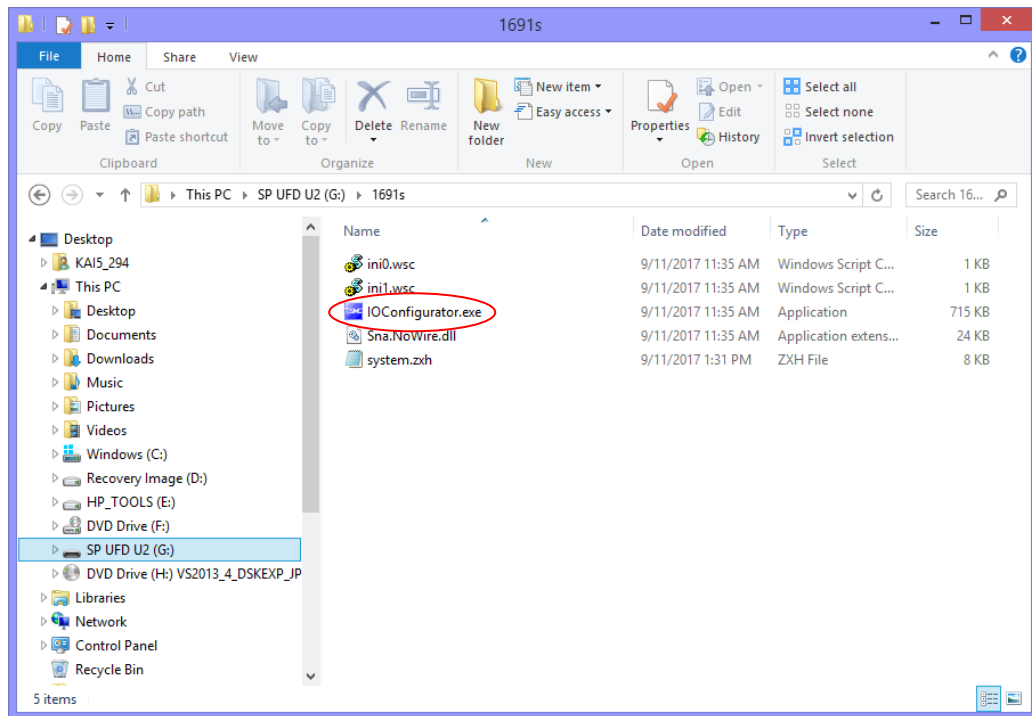 1691s
File Home Share View
Copy
Paste
Cut
Copy path
Paste shortcut
Clipboard
Move to
Copy to
Delete
Rename
Organize
New folder
New item
Easy access
New
Properties
Open
Edit
History
Open
Select all
Select none
Invert selection
Select
This PC SP UFD U2 (G:) 1691s
Search 16...
Desktop
KAI5_294
This PC
Desktop
Documents
Downloads
Music
Pictures
Videos
Windows (C:)
Recovery Image (D:)
HP_TOOLS (E:)
DVD Drive (F:)
SP UFD U2 (G:)
DVD Drive (H:) VS2013_4_DSKEXP_JP
Libraries
Network
Control Panel
Recycle Bin
Name Date modified Type Size
ini0.wsc 9/11/2017 11:35 AM Windows Script C... 1 KB
ini1.wsc 9/11/2017 11:35 AM Windows Script C... 1 KB
IOConfigurator.exe 9/11/2017 11:35 AM Application 715 KB
Sna.NoWire.dll 9/11/2017 11:35 AM Application extens... 24 KB
system.zxh 9/11/2017 1:31 PM ZXH File 8 KB
5 items